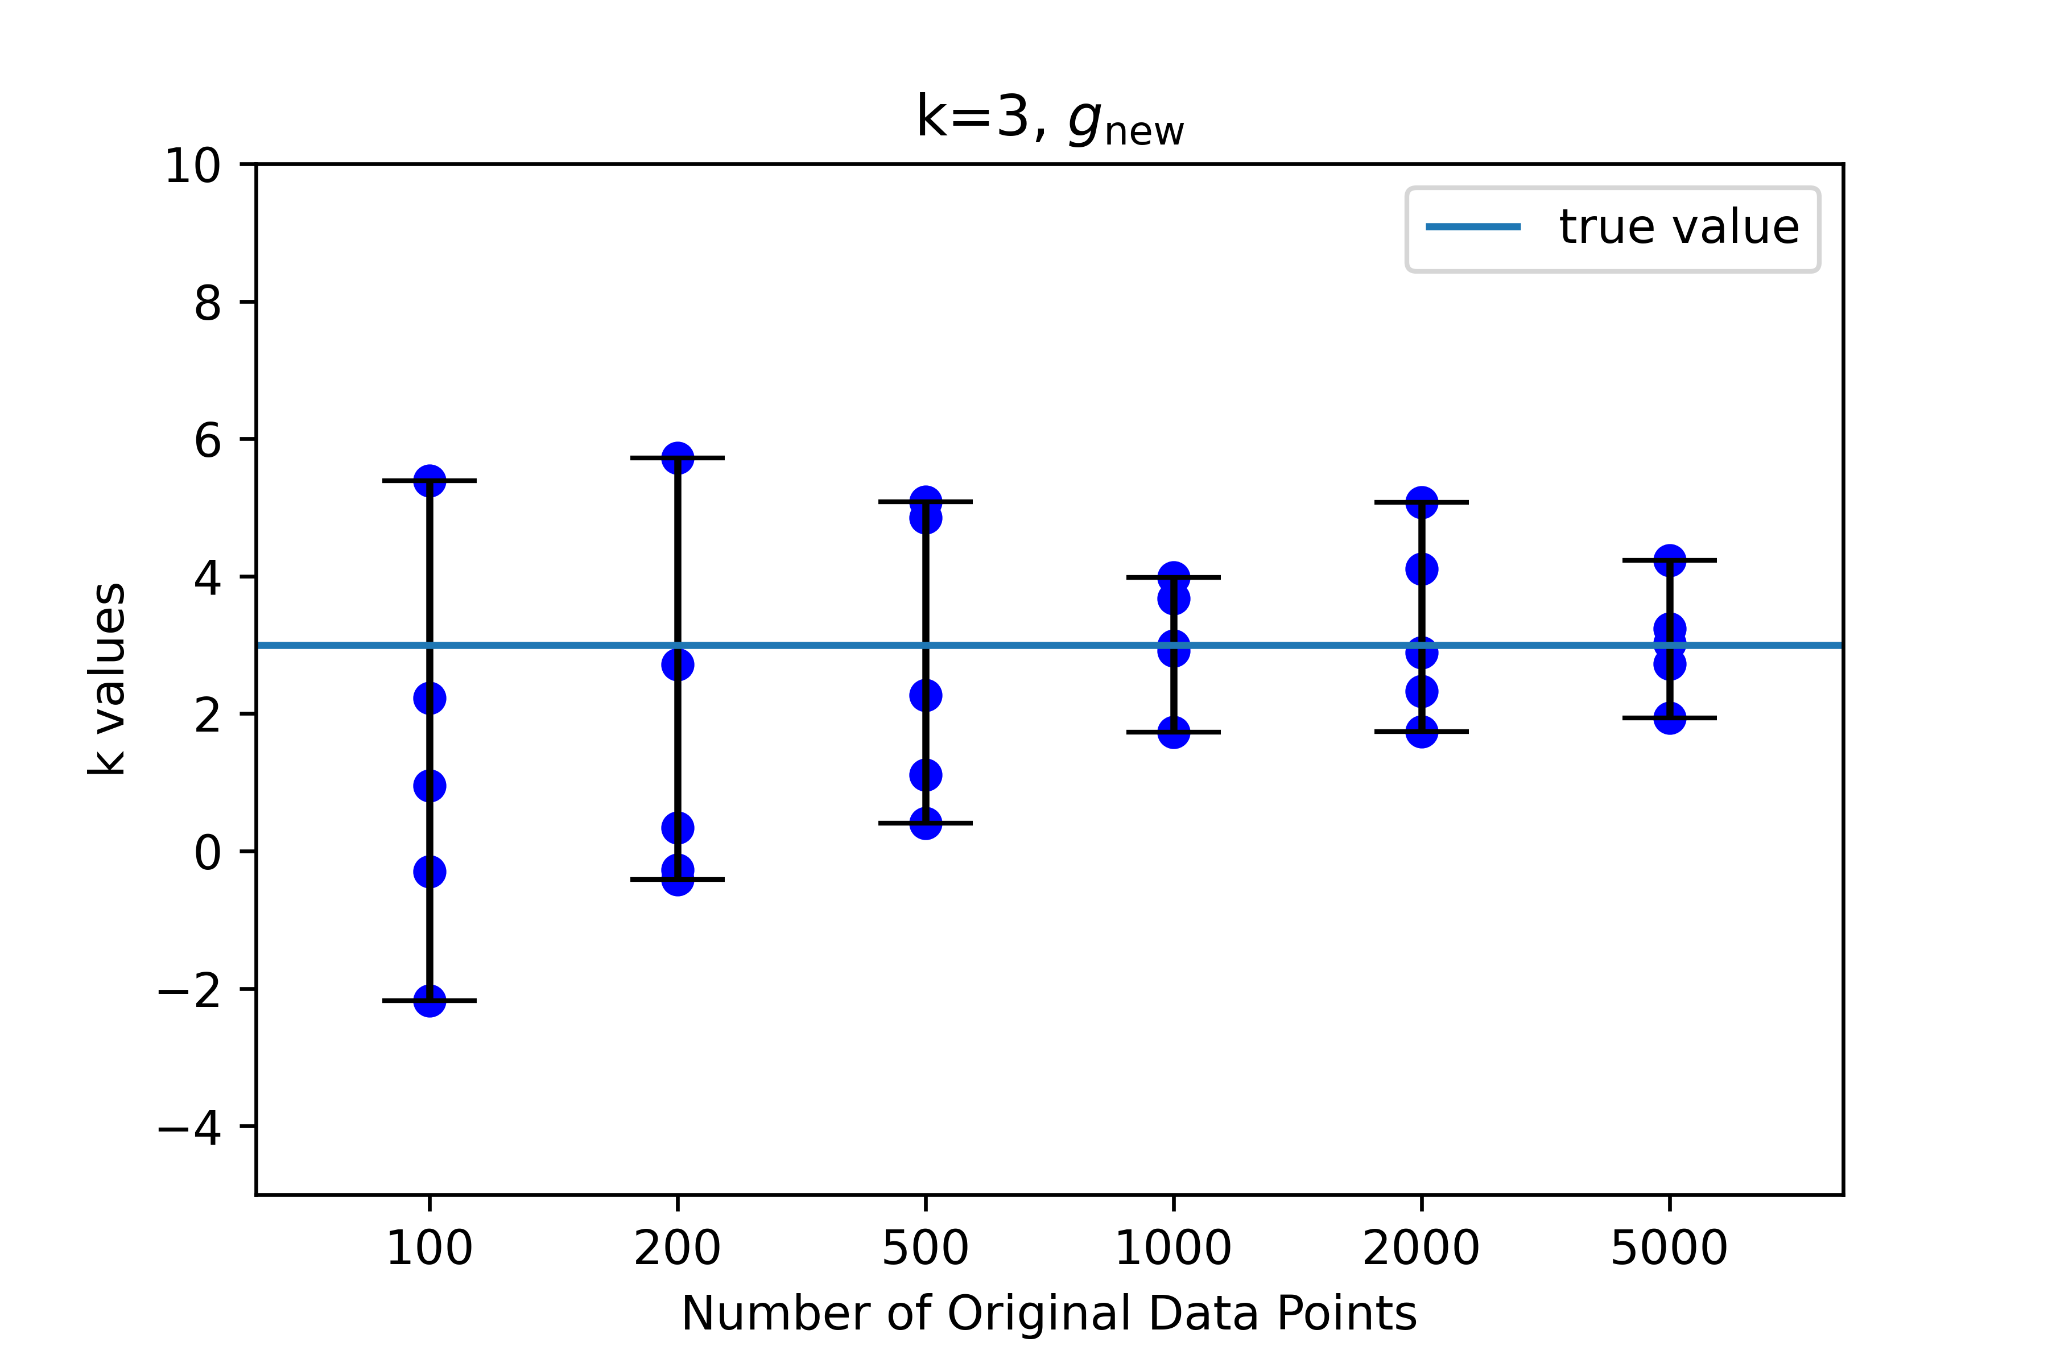 k=3, g_new
true value
10
8
6
4
2
0
−2
−4
k values
100 200 500 1000 2000 5000
Number of Original Data Points